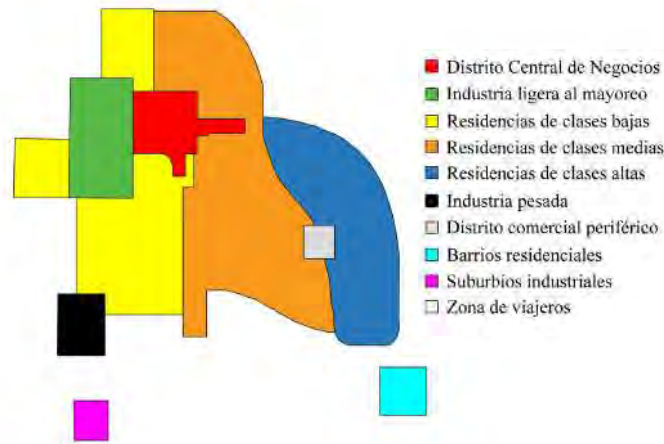 Distrito Central de Negocios
Industria ligera al mayoreo
Residencias de clases bajas
Residencias de clases medias
Residencias de clases altas
Industria pesada
Distrito comercial periférico
Barrios residenciales
Suburbios industriales
Zona de viajeros